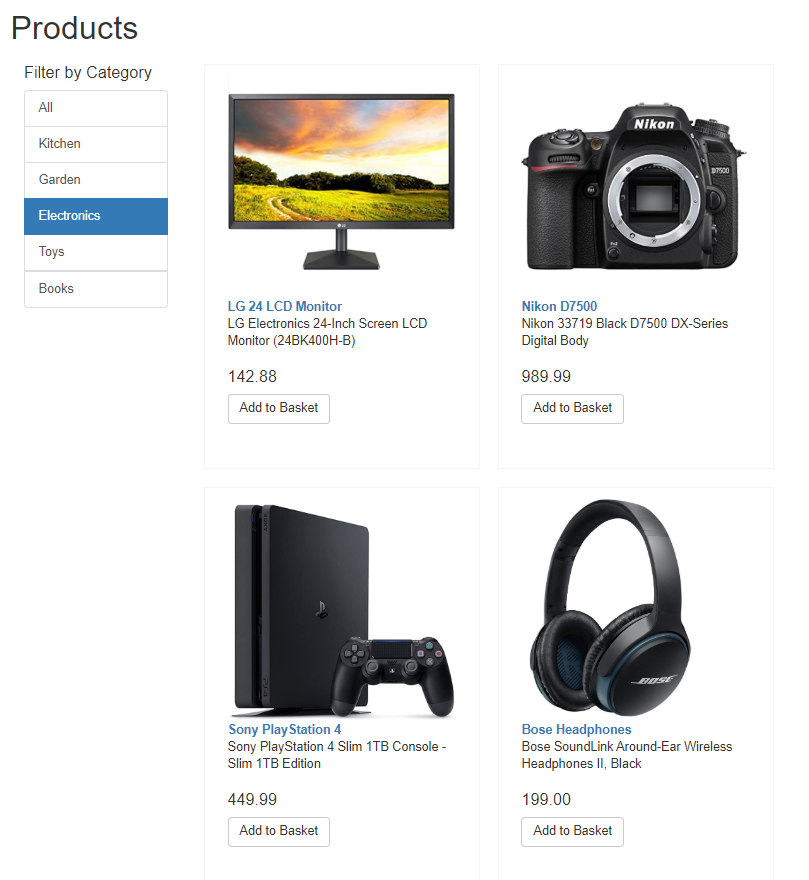 Products
Filter by Category
All
Kitchen
Garden
Electronics
Toys
Books
LG
LG 24 LCD Monitor
LG Electronics 24-Inch Screen LCD
Monitor (24BK400H-B)
142.88
Add to Basket
Nikon
D7500
Nikon D7500
Nikon 33719 Black D7500 DX-Series
Digital Body
989.99
Add to Basket
SONY
PS4
Sony PlayStation 4
Sony PlayStation 4 Slim 1TB Console -
Slim 1TB Edition
449.99
Add to Basket
BOSE
Bose Headphones
Bose SoundLink Around-Ear Wireless
Headphones II, Black
199.00
Add to Basket